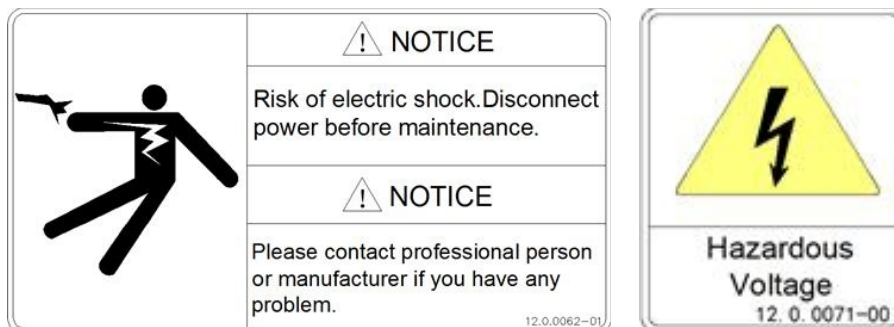 NOTICE
Risk of electric shock.Disconnect
power before maintenance.
NOTICE
Please contact professional person
or manufacturer if you have any
problem.
12.0.0062-01
Hazardous
Voltage
12. 0. 0071-00